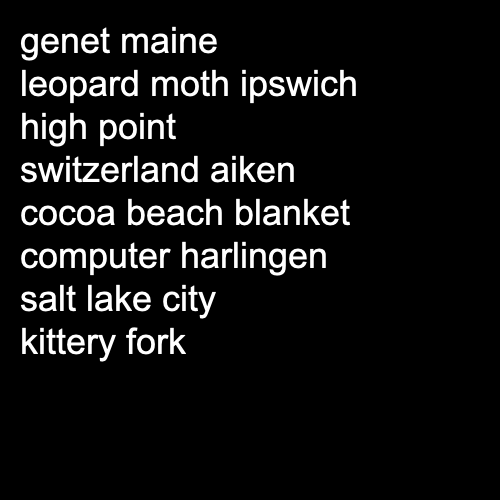 genet maine
leopard moth ipswich
high point
switzerland aiken
cocoa beach blanket
computer harlingen
salt lake city
kittery fork